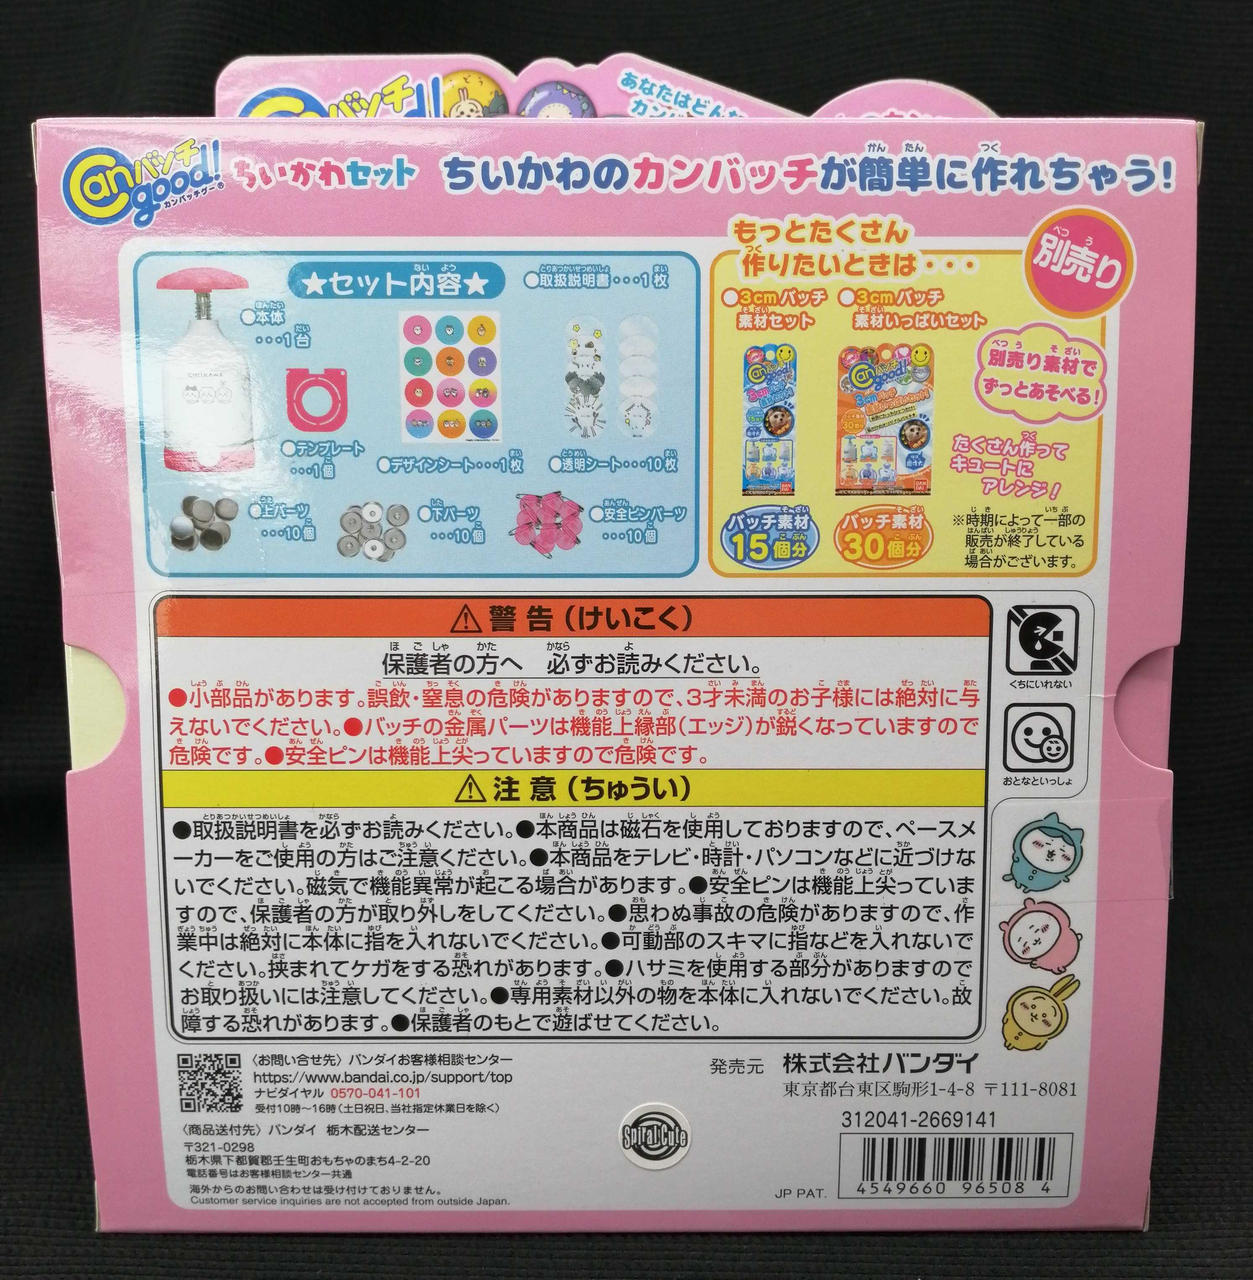 あなたはどん
Canバッチgood!
カンバッチグー®
ちいかわセット
ちいかわのカンバッチが簡単に作れちゃう!
★セット内容★
●本体
・・・1台
●取扱説明書・・・1枚
CHIIKAWA
●テンプレート
・・・1個
●デザインシート・・・1枚
●透明シート・・・10枚
●上パーツ
・・・10個
●下パーツ
・・・10個
●安全ピンパーツ
・・・10個
もっとたくさん
作りたいときは・・・
別売り
●3cmバッチ
素材セット
●3cmバッチ
素材いっぱいセット
別売り素材で
ずっとあそべる!
たくさん作って
キュートに
アレンジ!
バッチ素材
15個分
バッチ素材
30個分
※時期によって一部の
販売が終了している
場合がございます。
⚠警告(けいこく)
保護者の方へ 必ずお読みください。
●小部品があります。誤飲・窒息の危険がありますので、3才未満のお子様には絶対に与
えないでください。●バッチの金属パーツは機能上縁部(エッジ)が鋭くなっていますので
危険です。●安全ピンは機能上尖っていますので危険です。
⚠注意(ちゅうい)
●取扱説明書を必ずお読みください。●本商品は磁石を使用しておりますので、ペースメ
ーカーをご使用の方はご注意ください。●本商品をテレビ・時計・パソコンなどに近づけな
いでください。磁気で機能異常が起こる場合があります。●安全ピンは機能上尖っていま
すので、保護者の方が取り外しをしてください。●思わぬ事故の危険がありますので、作
業中は絶対に本体に指を入れないでください。●可動部のスキマに指などを入れないで
ください。挟まれてケガをする恐れがあります。●ハサミを使用する部分がありますので
お取り扱いには注意してください。●専用素材以外の物を本体に入れないでください。故
障する恐れがあります。●保護者のもとで遊ばせてください。
くちにいれない
おとなといっしょ
〈お問い合せ先〉バンダイお客様相談センター
https://www.bandai.co.jp/support/top
ナビダイヤル 0570-041-101
受付10時〜16時(土日祝日、当社指定休業日を除く)
〈商品送付先〉バンダイ 栃木配送センター
〒321-0298
栃木県下都賀郡壬生町おもちゃのまち4-2-20
電話番号はお客様相談センター共通
海外からのお問い合わせは受け付けておりません。
Customer service inquiries are not accepted from outside Japan.
Spiral Cute
発売元 株式会社バンダイ
東京都台東区駒形1-4-8 〒111-8081
312041-2669141
JP PAT.
4549660 96508 4